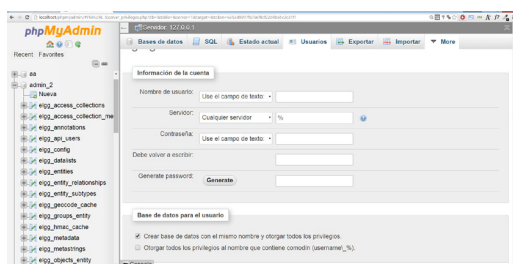 phpMyAdmin
Recent Favorites
aa
admin_2
Nueva
elgg_access_collections
elgg_access_collection_me
elgg_annotations
elgg_api_users
elgg_config
elgg_datalists
elgg_entities
elgg_entity_relationships
elgg_entity_subtypes
elgg_geocode_cache
elgg_groups_entity
elgg_hmac_cache
elgg_metadata
elgg_metastrings
elgg_objects_entity
Servidor: 127.0.0.1
Bases de datos SQL Estado actual Usuarios Exportar Importar More
Información de la cuenta
Nombre de usuario: Use el campo de texto:
Servidor: Cualquier servidor %
Contraseña: Use el campo de texto:
Debe volver a escribir:
Generate password: Generate
Base de datos para el usuario
Crear base de datos con el mismo nombre y otorgar todos los privilegios.
Otorgar todos los privilegios al nombre que contiene comodín (username\_%).